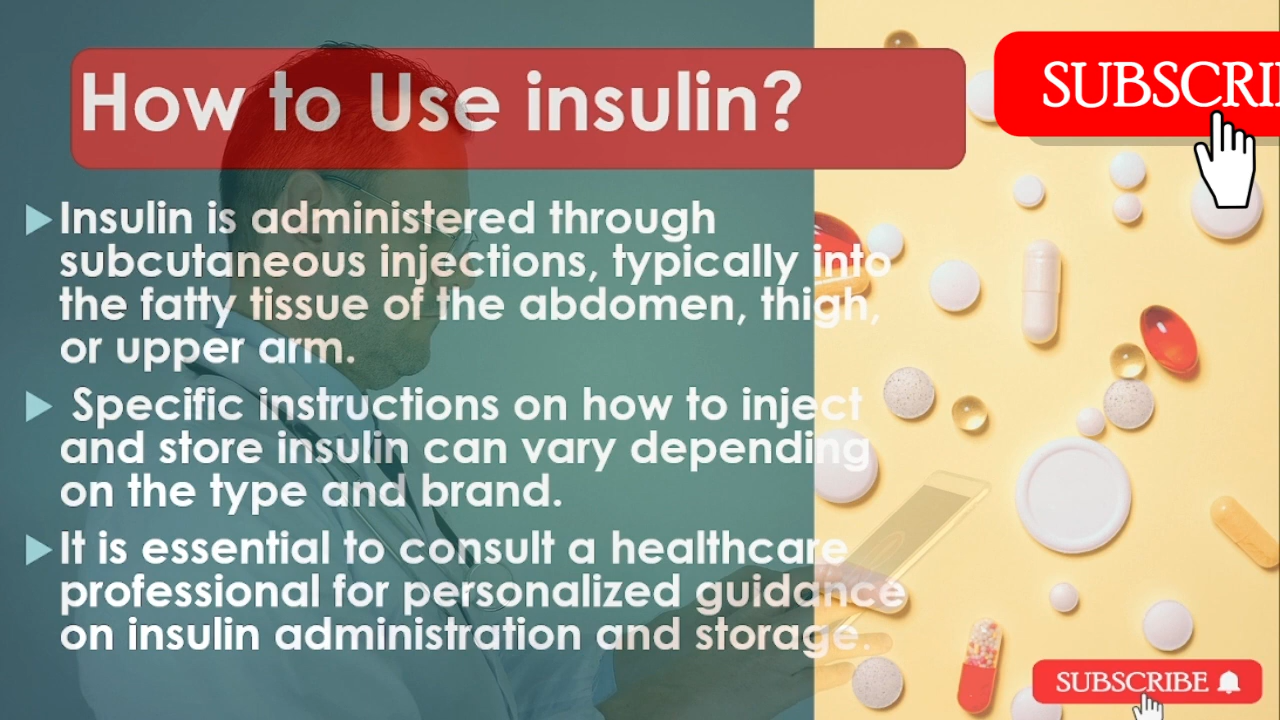 How to Use insulin?
SUBSCRI
Insulin is administered through
subcutaneous injections, typically into
the fatty tissue of the abdomen, thigh,
or upper arm.
Specific instructions on how to inject
and store insulin can vary depending
on the type and brand.
It is essential to consult a healthcare
professional for personalized guidance
on insulin administration and storage.
SUBSCRIBE